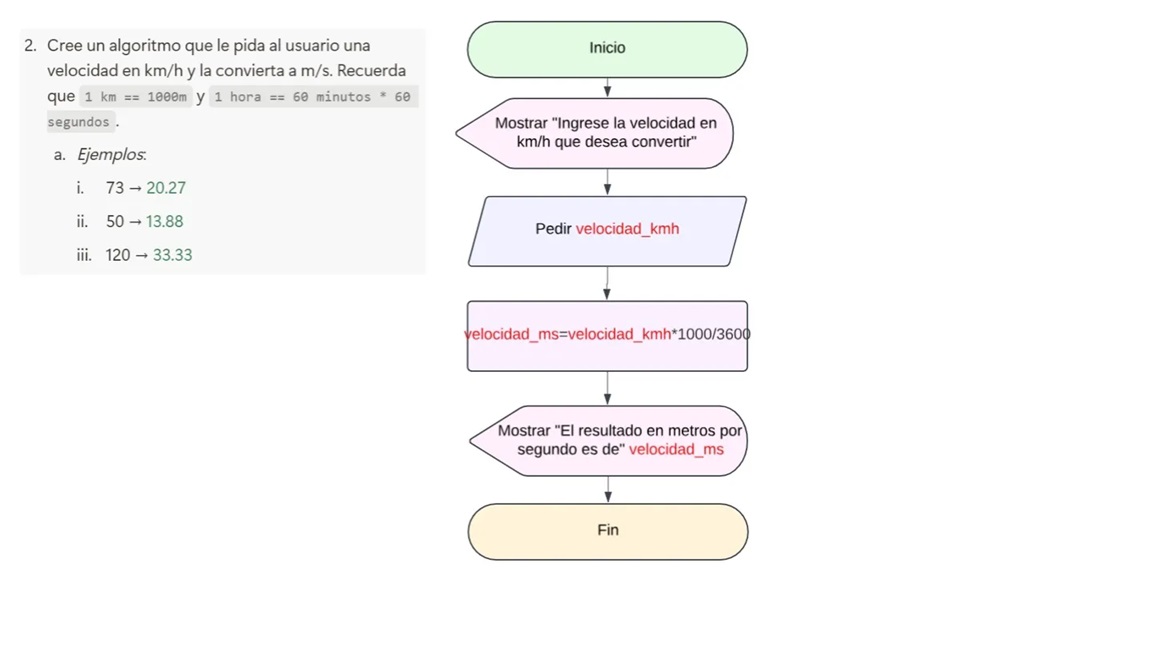 2. Cree un algoritmo que le pida al usuario una
velocidad en km/h y la convierta a m/s. Recuerda
que 1 km == 1000m y 1 hora == 60 minutos * 60
segundos .
a. Ejemplos:
i. 73 → 20.27
ii. 50 → 13.88
iii. 120 → 33.33
Inicio
Mostrar "Ingrese la velocidad en
km/h que desea convertir"
Pedir velocidad_kmh
velocidad_ms=velocidad_kmh*1000/3600
Mostrar "El resultado en metros por
segundo es de" velocidad_ms
Fin